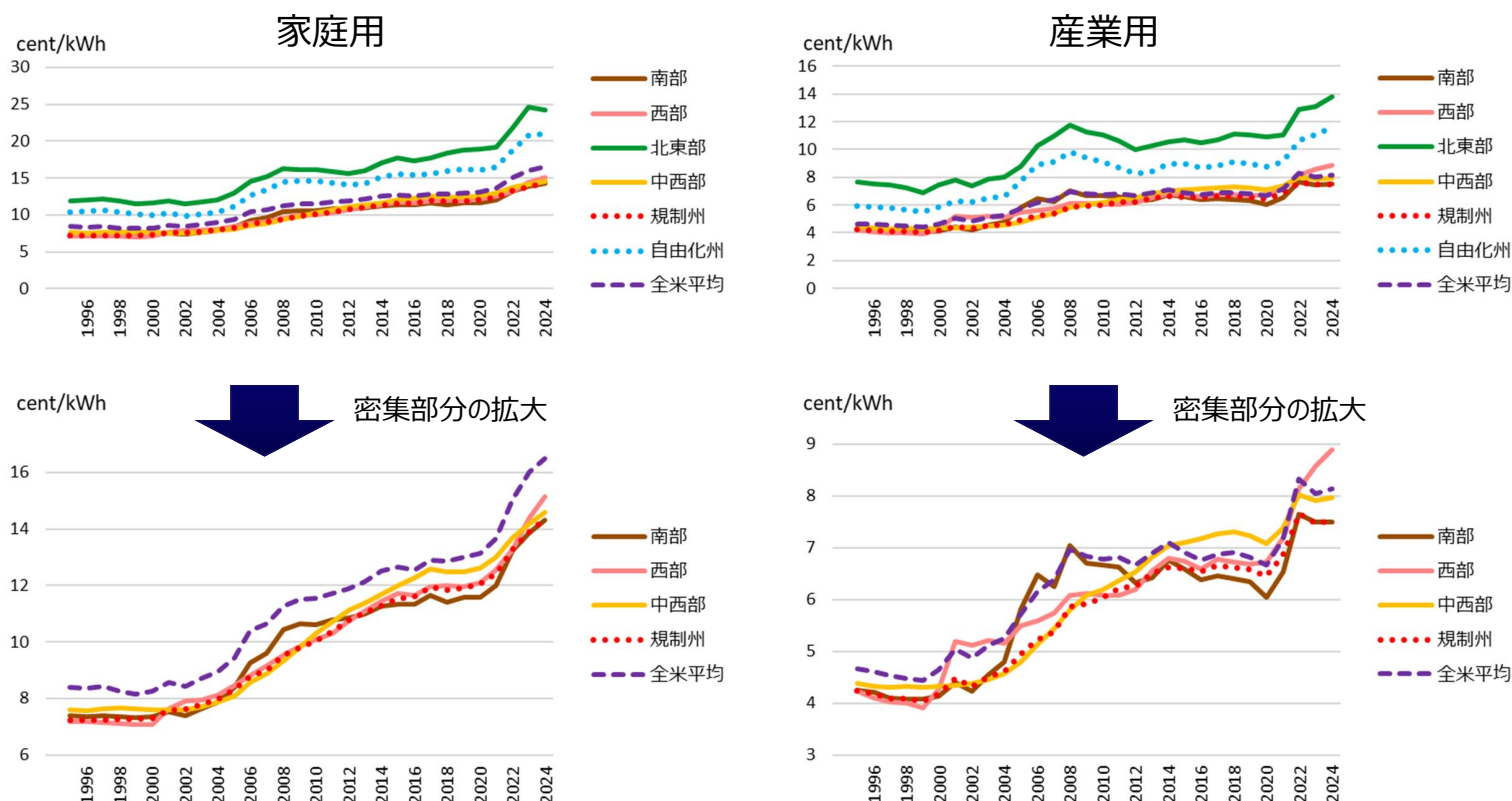 家庭用
cent/kWh
30
25
20
15
10
5
0
1996
1998
2000
2002
2004
2006
2008
2010
2012
2014
2016
2018
2020
2022
2024
南部
西部
北東部
中西部
規制州
自由化州
全米平均
産業用
cent/kWh
16
14
12
10
8
6
4
2
0
1996
1998
2000
2002
2004
2006
2008
2010
2012
2014
2016
2018
2020
2022
2024
南部
西部
北東部
中西部
規制州
自由化州
全米平均
cent/kWh
密集部分の拡大
16
14
12
10
8
6
1996
1998
2000
2002
2004
2006
2008
2010
2012
2014
2016
2018
2020
2022
2024
南部
西部
中西部
規制州
全米平均
cent/kWh
密集部分の拡大
9
8
7
6
5
4
3
1996
1998
2000
2002
2004
2006
2008
2010
2012
2014
2016
2018
2020
2022
2024
南部
西部
中西部
規制州
全米平均